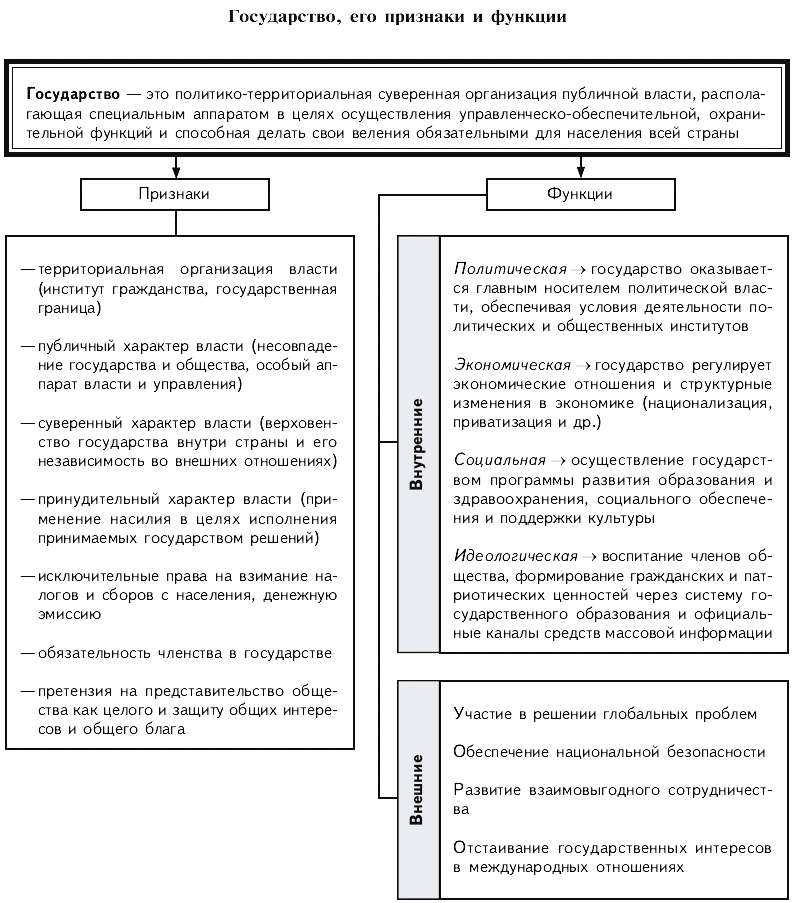 Государство, его признаки и функции
Государство — это политико-территориальная суверенная организация публичной власти, распола-
гающая специальным аппаратом в целях осуществления управленческо-обеспечительной, охрани-
тельной функций и способная делать свои веления обязательными для населения всей страны
Признаки
— территориальная организация власти
(институт гражданства, государственная
граница)
— публичный характер власти (несовпаде-
ние государства и общества, особый ап-
парат власти и управления)
— суверенный характер власти (верховен-
ство государства внутри страны и его
независимость во внешних отношениях)
— принудительный характер власти (при-
менение насилия в целях исполнения
принимаемых государством решений)
— исключительные права на взимание на-
логов и сборов с населения, денежную
эмиссию
— обязательность членства в государстве
— претензия на представительство обще-
ства как целого и защиту общих интере-
сов и общего блага
Функции
Внутренние
Политическая → государство оказывает-
ся главным носителем политической влас-
ти, обеспечивая условия деятельности по-
литических и общественных институтов
Экономическая → государство регулирует
экономические отношения и структурные
изменения в экономике (национализация,
приватизация и др.)
Социальная → осуществление государст-
вом программы развития образования и
здравоохранения, социального обеспече-
ния и поддержки культуры
Идеологическая → воспитание членов об-
щества, формирование гражданских и пат-
риотических ценностей через систему го-
сударственного образования и официаль-
ные каналы средств массовой информации
Внешние
Участие в решении глобальных проблем
Обеспечение национальной безопасности
Развитие взаимовыгодного сотрудничест-
ва
Отстаивание государственных интересов
в международных отношениях